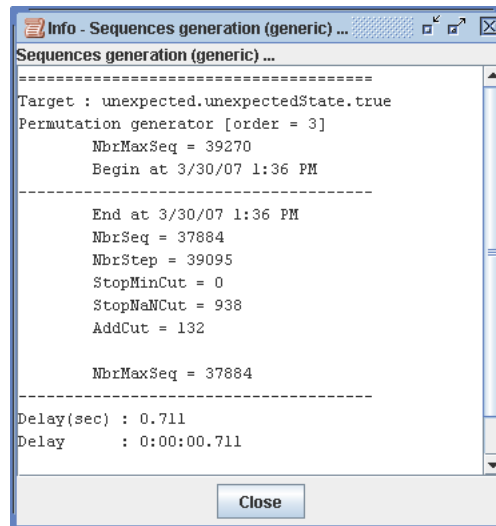 Info - Sequences generation (generic) ...
Sequences generation (generic) ...
=======================================
Target : unexpected.unexpectedState.true
Permutation generator [order = 3]
NbrMaxSeq = 39270
Begin at 3/30/07 1:36 PM
---------------------------------------
End at 3/30/07 1:36 PM
NbrSeq = 37884
NbrStep = 39095
StopMinCut = 0
StopNaNCut = 938
AddCut = 132
NbrMaxSeq = 37884
---------------------------------------
Delay(sec) : 0.711
Delay : 0:00:00.711
Close